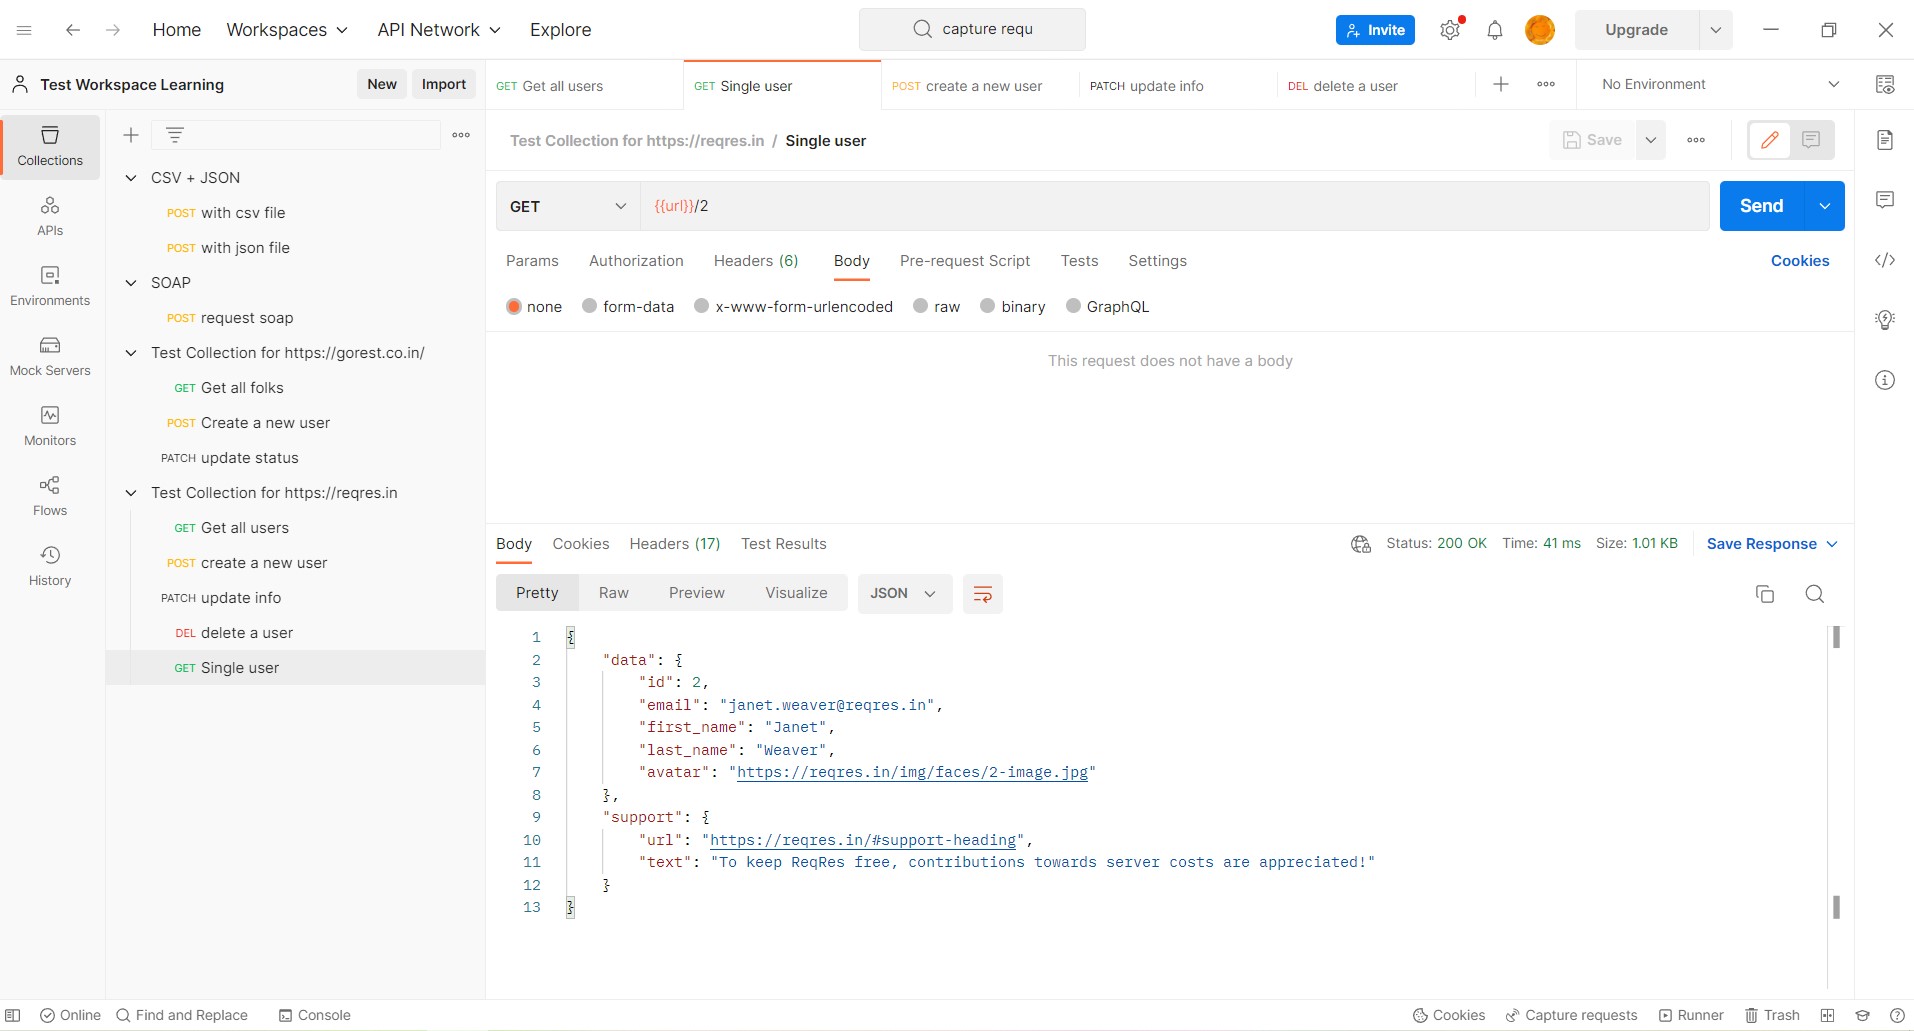 Home Workspaces API Network Explore capture requ Invite Upgrade
Test Workspace Learning New Import GET Get all users GET Single user POST create a new user PATCH update info DEL delete a user No Environment
Collections
APIs
Environments
Mock Servers
Monitors
Flows
History
CSV + JSON
POST with csv file
POST with json file
SOAP
POST request soap
Test Collection for https://gorest.co.in/
GET Get all folks
POST Create a new user
PATCH update status
Test Collection for https://reqres.in
GET Get all users
POST create a new user
PATCH update info
DEL delete a user
GET Single user
Test Collection for https://reqres.in / Single user Save
GET {{url}}/2 Send
Params Authorization Headers (6) Body Pre-request Script Tests Settings Cookies
none form-data x-www-form-urlencoded raw binary GraphQL
This request does not have a body
Body Cookies Headers (17) Test Results Status: 200 OK Time: 41 ms Size: 1.01 KB Save Response
Pretty Raw Preview Visualize JSON
1 {
2 "data": {
3 "id": 2,
4 "email": "janet.weaver@reqres.in",
5 "first_name": "Janet",
6 "last_name": "Weaver",
7 "avatar": "https://reqres.in/img/faces/2-image.jpg"
8 },
9 "support": {
10 "url": "https://reqres.in/#support-heading",
11 "text": "To keep ReqRes free, contributions towards server costs are appreciated!"
12 }
13 }
Online Find and Replace Console Cookies Capture requests Runner Trash